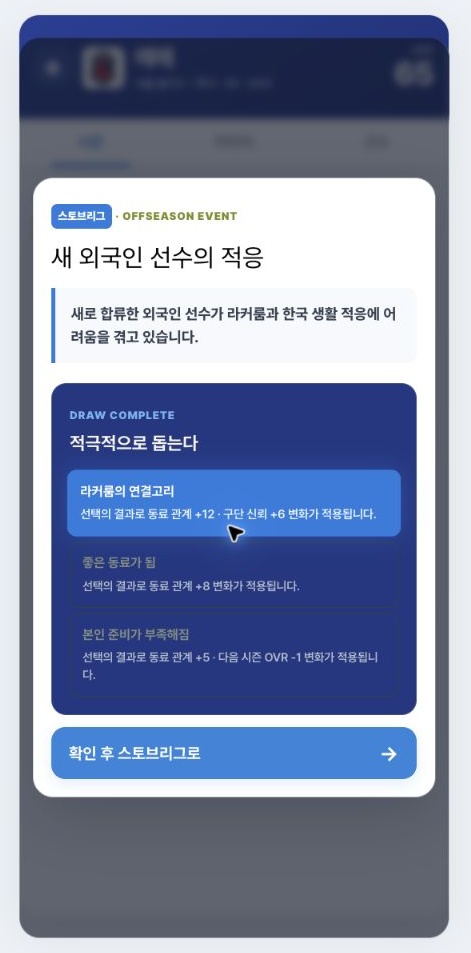 스토브리그 · OFFSEASON EVENT
새 외국인 선수의 적응
새로 합류한 외국인 선수가 라커룸과 한국 생활 적응에 어
려움을 겪고 있습니다.
DRAW COMPLETE
적극적으로 돕는다
라커룸의 연결고리
선택의 결과로 동료 관계 +12 · 구단 신뢰 +6 변화가 적용됩니다.
좋은 동료가 됨
선택의 결과로 동료 관계 +8 변화가 적용됩니다.
본인 준비가 부족해짐
선택의 결과로 동료 관계 +5 · 다음 시즌 OVR -1 변화가 적용됩니
다.
확인 후 스토브리그로